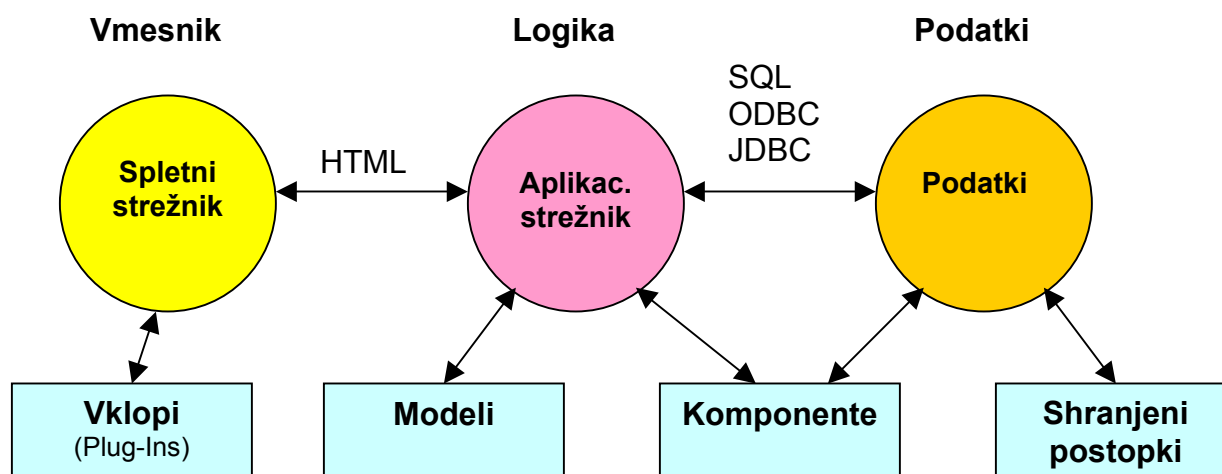 Vmesnik
Logika
Podatki
SQL
ODBC
JDBC
HTML
Spletni
strežnik
Aplikac.
strežnik
Podatki
Vklopi
(Plug-Ins)
Modeli
Komponente
Shranjeni
postopki